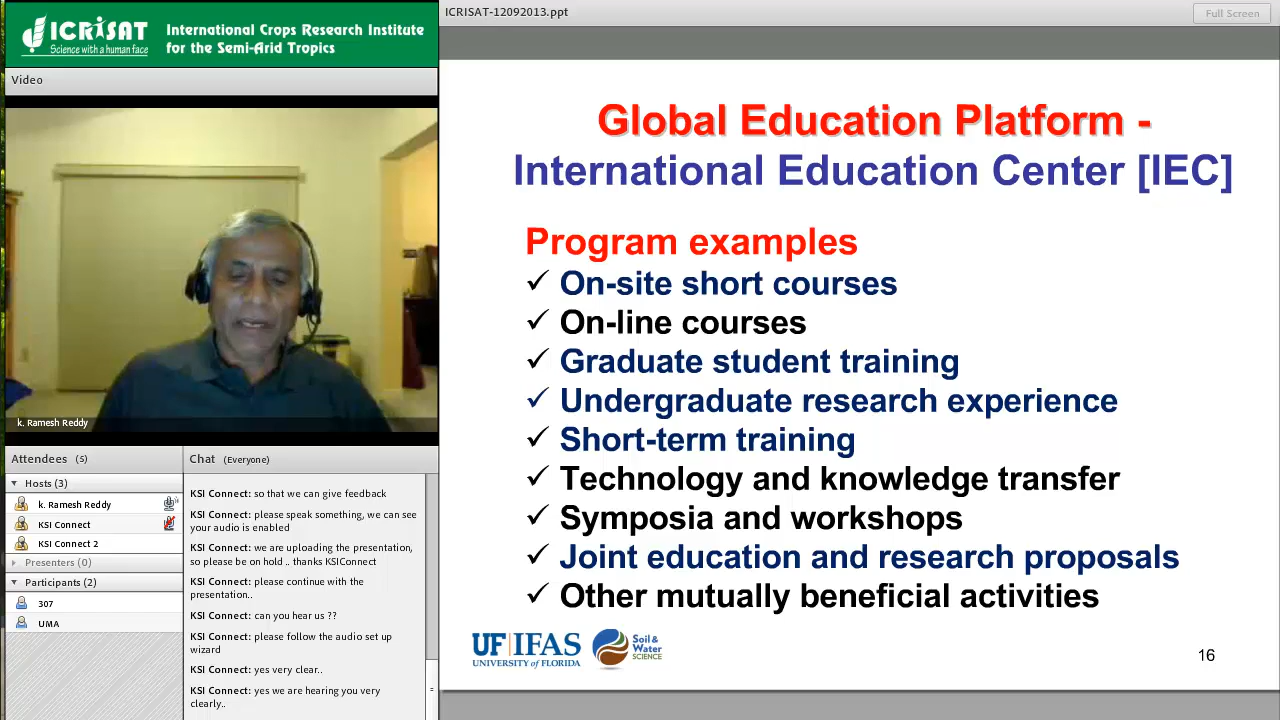 ICRISAT
Science with a human face
International Crops Research Institute
for the Semi-Arid Tropics
Video
k. Ramesh Reddy
Attendees (5)
Hosts (3)
k. Ramesh Reddy
KSI Connect
KSI Connect 2
Presenters (0)
Participants (2)
307
UMA
Chat (Everyone)
KSI Connect: so that we can give feedback
KSI Connect: please speak something, we can see
your audio is enabled
KSI Connect: we are uploading the presentation,
so please be on hold .. thanks KSIConnect
KSI Connect: please continue with the
presentation..
KSI Connect: can you hear us ??
KSI Connect: please follow the audio set up
wizard
KSI Connect: yes very clear..
KSI Connect: yes we are hearing you very
clearly..
ICRISAT-12092013.ppt
Full Screen
Global Education Platform -
International Education Center [IEC]
Program examples
✓ On-site short courses
✓ On-line courses
✓ Graduate student training
✓ Undergraduate research experience
✓ Short-term training
✓ Technology and knowledge transfer
✓ Symposia and workshops
✓ Joint education and research proposals
✓ Other mutually beneficial activities
UF|IFAS
UNIVERSITY of FLORIDA
Soil &
Water
SCIENCE
16